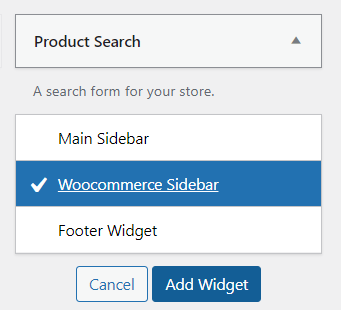 Product Search
A search form for your store.
Main Sidebar
Woocommerce Sidebar
Footer Widget
Cancel Add Widget